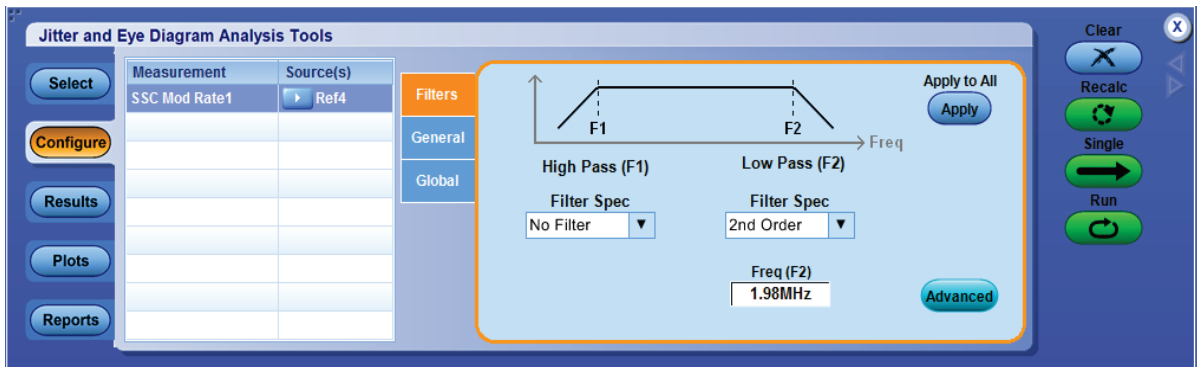 Jitter and Eye Diagram Analysis Tools
Clear
X
Select
Measurement Source(s)
SSC Mod Rate1 Ref4
Filters
Apply to All
Apply
Recalc
F1 F2
Freq
Configure
General
Single
High Pass (F1) Low Pass (F2)
Global
Results
Filter Spec Filter Spec
Run
No Filter 2nd Order
Plots
Freq (F2)
1.98MHz
Advanced
Reports